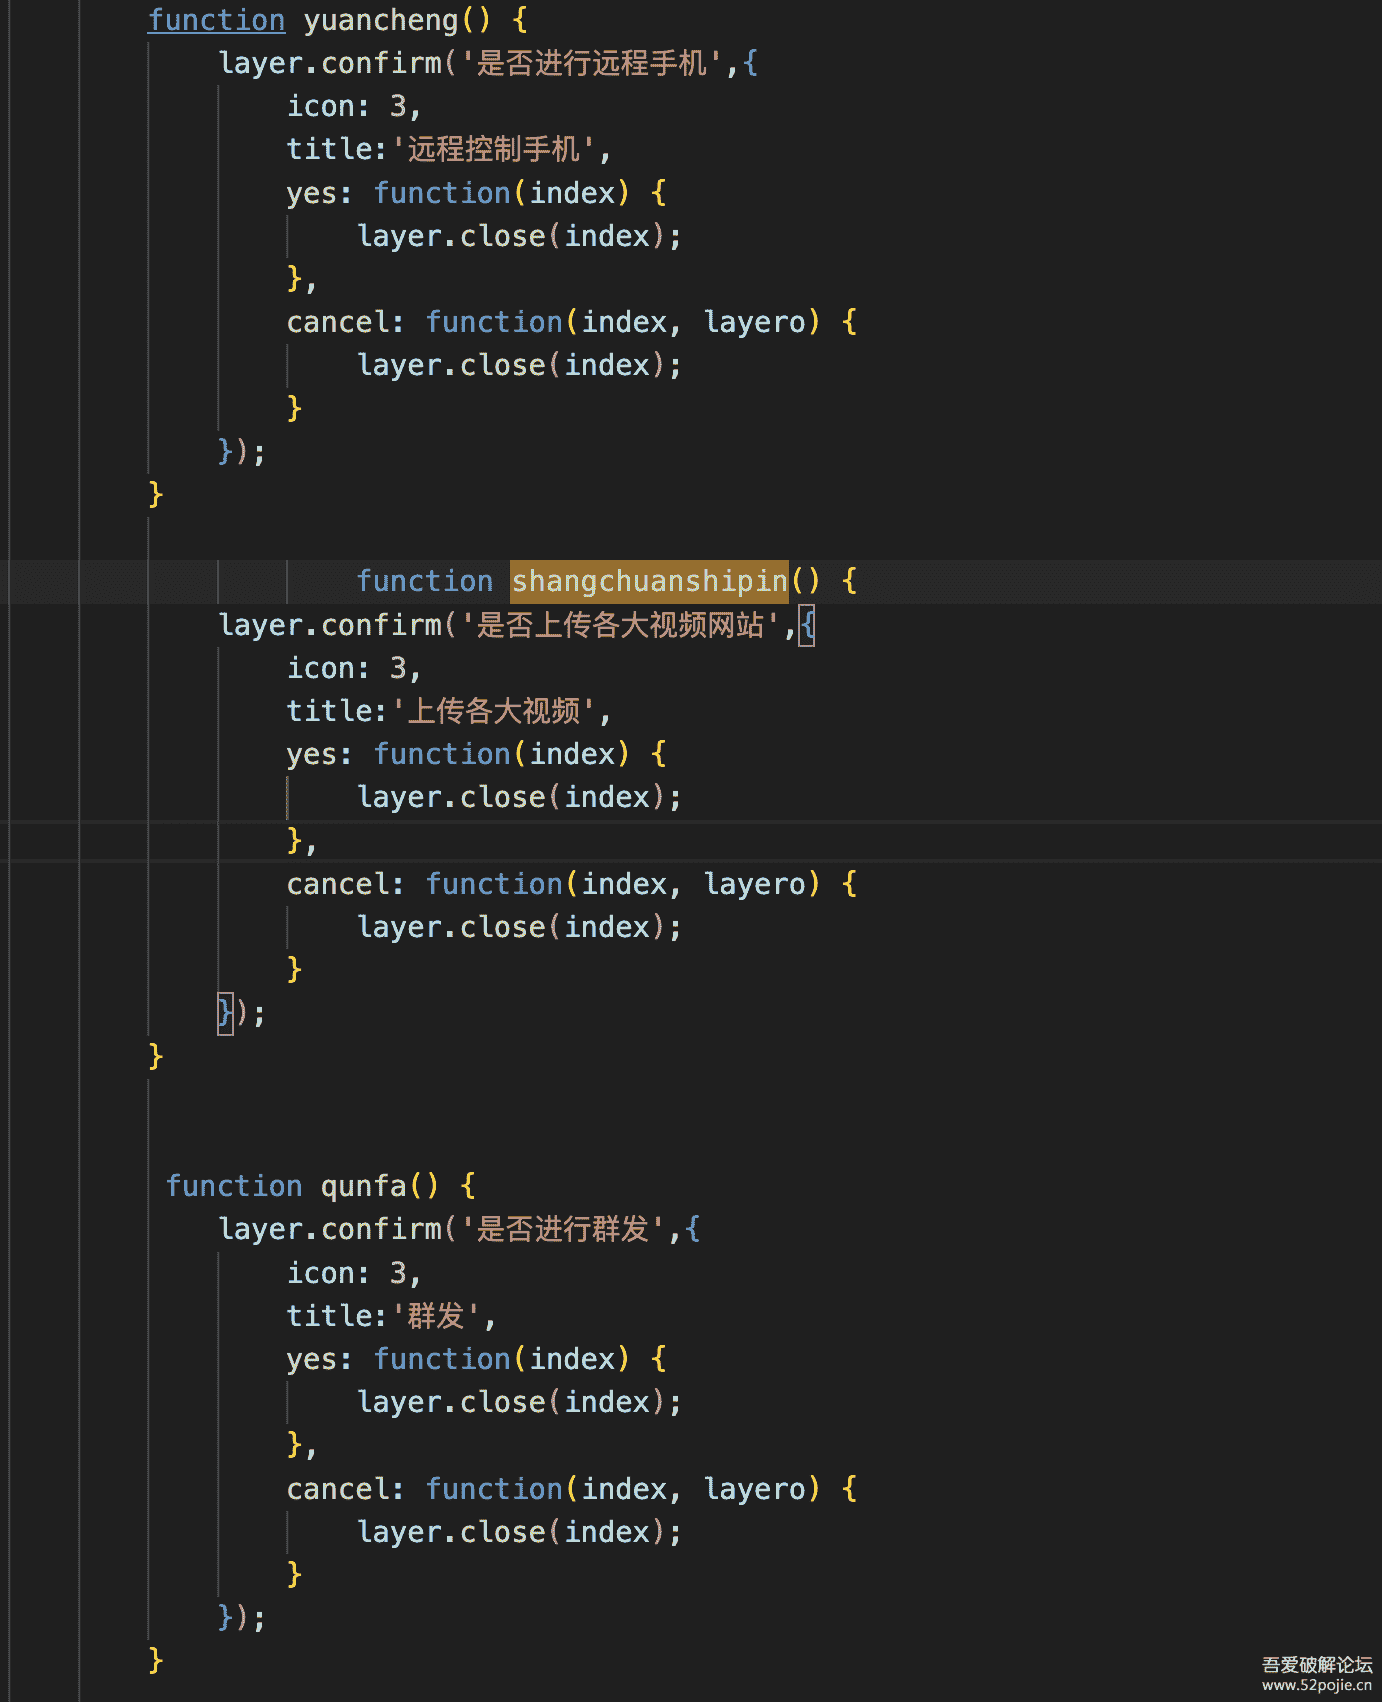 function yuancheng() {
layer.confirm('是否进行远程手机',{
icon: 3,
title:'远程控制手机',
yes: function(index) {
layer.close(index);
},
cancel: function(index, layero) {
layer.close(index);
}
});
}
function shangchuanshipin() {
layer.confirm('是否上传各大视频网站',{
icon: 3,
title:'上传各大视频',
yes: function(index) {
layer.close(index);
},
cancel: function(index, layero) {
layer.close(index);
}
});
}
function qunfa() {
layer.confirm('是否进行群发',{
icon: 3,
title:'群发',
yes: function(index) {
layer.close(index);
},
cancel: function(index, layero) {
layer.close(index);
}
});
}
吾爱破解论坛
www.52pojie.cn